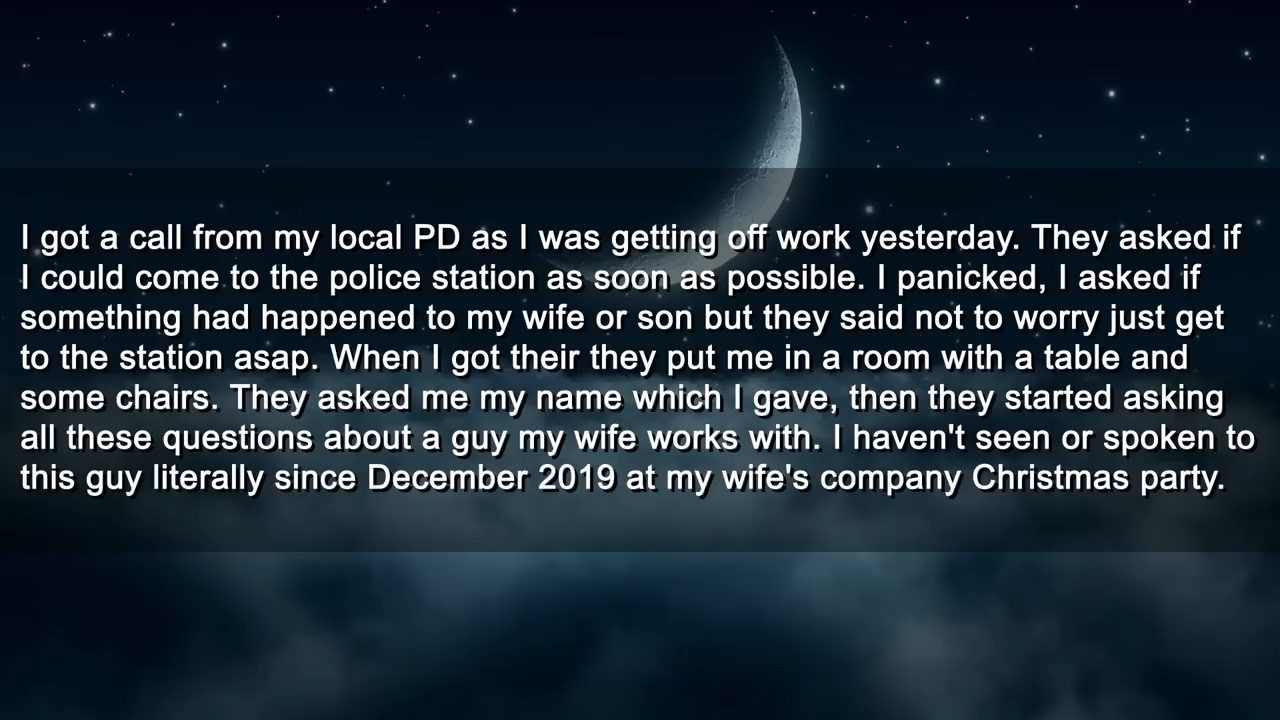 I got a call from my local PD as I was getting off work yesterday. They asked if
I could come to the police station as soon as possible. I panicked, I asked if
something had happened to my wife or son but they said not to worry just get
to the station asap. When I got their they put me in a room with a table and
some chairs. They asked me my name which I gave, then they started asking
all these questions about a guy my wife works with. I haven't seen or spoken to
this guy literally since December 2019 at my wife's company Christmas party.